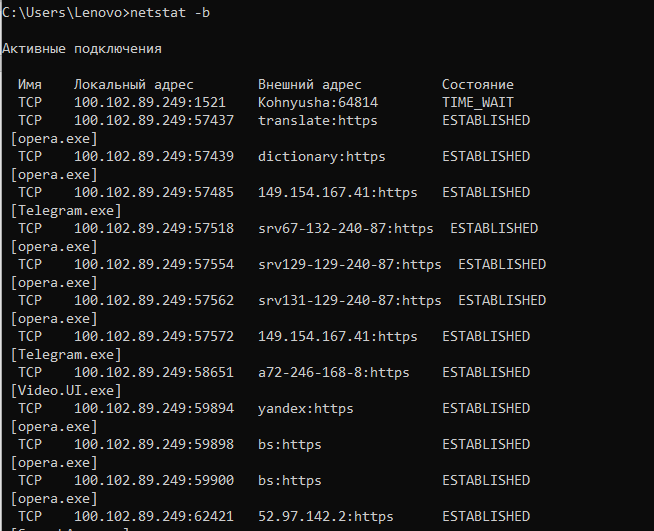 C:\Users\Lenovo>netstat -b
Активные подключения
Имя Локальный адрес Внешний адрес Состояние
TCP 100.102.89.249:1521 Kohnyusha:64814 TIME_WAIT
TCP 100.102.89.249:57437 translate:https ESTABLISHED
[opera.exe]
TCP 100.102.89.249:57439 dictionary:https ESTABLISHED
[opera.exe]
TCP 100.102.89.249:57485 149.154.167.41:https ESTABLISHED
[Telegram.exe]
TCP 100.102.89.249:57518 srv67-132-240-87:https ESTABLISHED
[opera.exe]
TCP 100.102.89.249:57554 srv129-129-240-87:https ESTABLISHED
[opera.exe]
TCP 100.102.89.249:57562 srv131-129-240-87:https ESTABLISHED
[opera.exe]
TCP 100.102.89.249:57572 149.154.167.41:https ESTABLISHED
[Telegram.exe]
TCP 100.102.89.249:58651 a72-246-168-8:https ESTABLISHED
[Video.UI.exe]
TCP 100.102.89.249:59894 yandex:https ESTABLISHED
[opera.exe]
TCP 100.102.89.249:59898 bs:https ESTABLISHED
[opera.exe]
TCP 100.102.89.249:59900 bs:https ESTABLISHED
[opera.exe]
TCP 100.102.89.249:62421 52.97.142.2:https ESTABLISHED